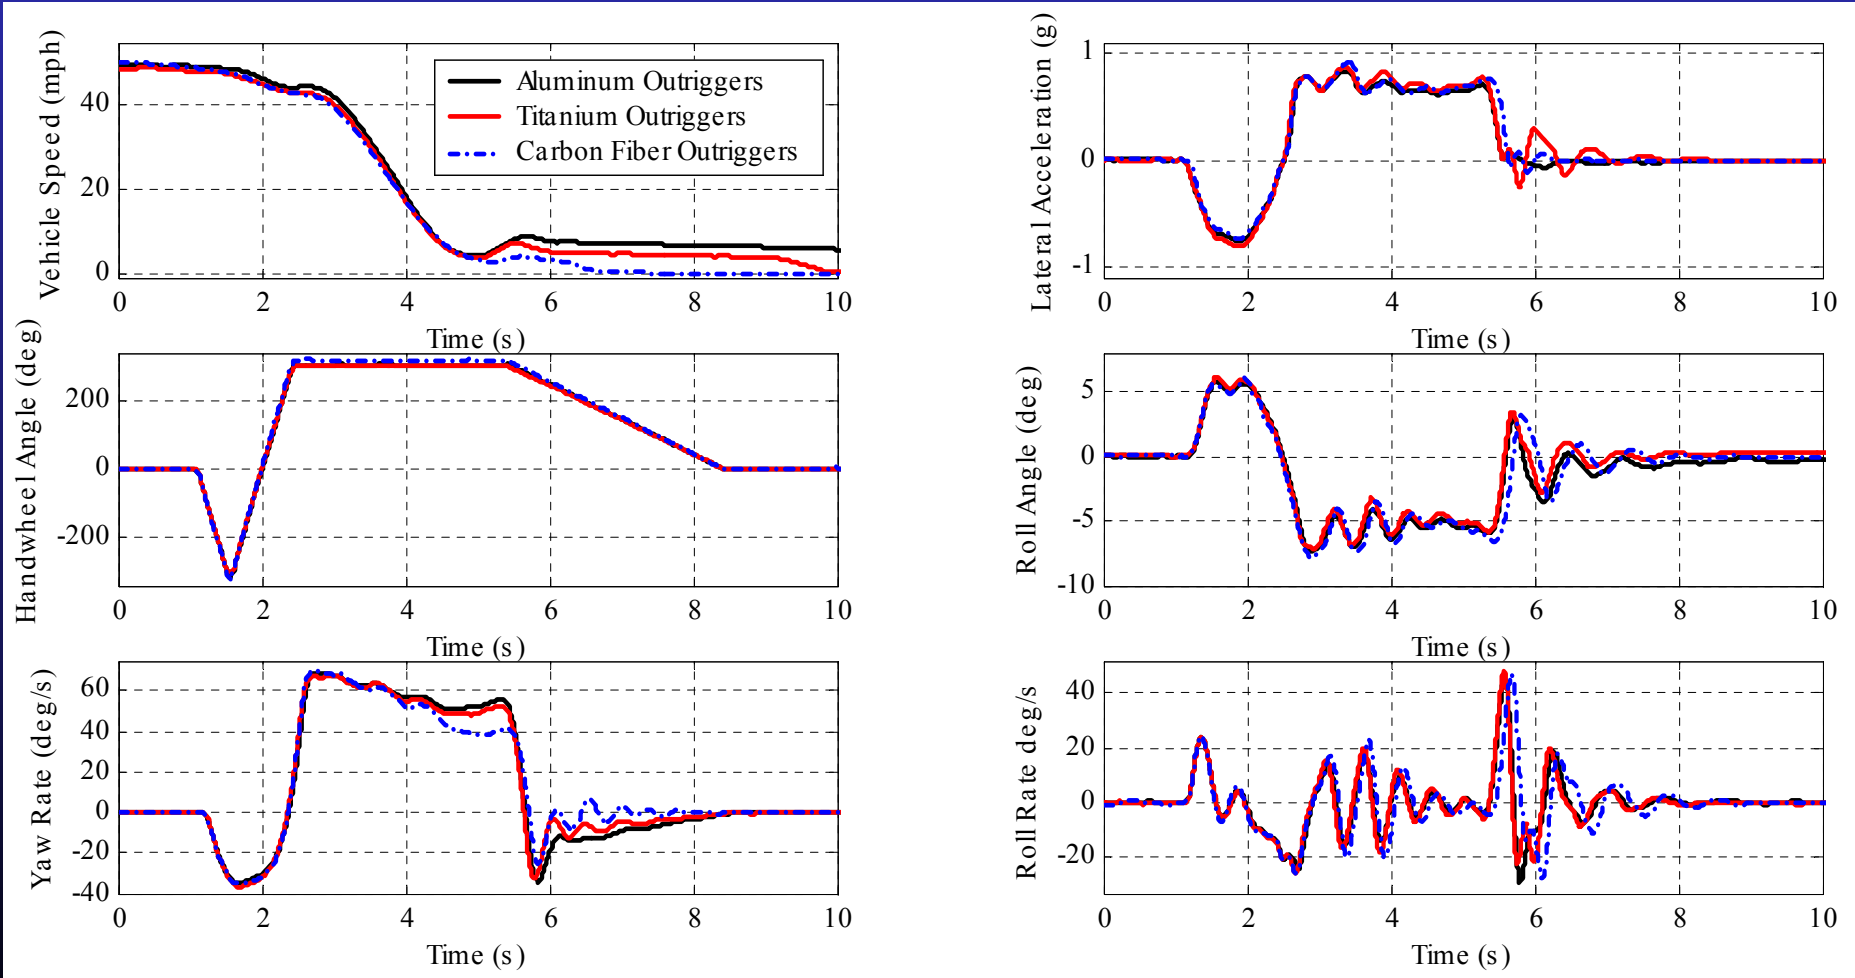 Vehicle Speed (mph)
40
20
0
0 2 4 6 8 10
Time (s)
Aluminum Outriggers
Titanium Outriggers
Carbon Fiber Outriggers
Lateral Acceleration (g)
1
0
-1
0 2 4 6 8 10
Time (s)
Handwheel Angle (deg)
200
0
-200
0 2 4 6 8 10
Time (s)
Roll Angle (deg)
5
0
-5
-10
0 2 4 6 8 10
Time (s)
Yaw Rate (deg/s)
60
40
20
0
-20
-40
0 2 4 6 8 10
Time (s)
Roll Rate deg/s
40
20
0
-20
0 2 4 6 8 10
Time (s)